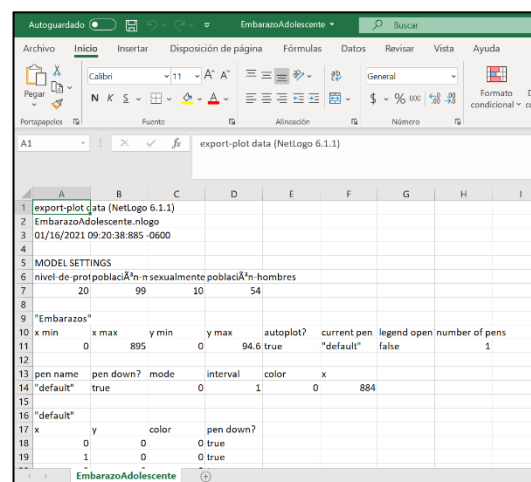 Autoguardado EmbarazoAdolescente Buscar
Archivo Inicio Insertar Disposición de página Fórmulas Datos Revisar Vista Ayuda
Pegar Calibri 11 A A General
N K S A $ % 000 Formato
condicional
Portapapeles Fuente Alineación Número
A1 fx export-plot data (NetLogo 6.1.1)
A B C D E F G H I
1 export-plot data (NetLogo 6.1.1)
2 EmbarazoAdolescente.nlogo
3 01/16/2021 09:20:38:885 -0600
4
5 MODEL SETTINGS
6 nivel-de-prot poblaciÃ³n-n sexualmente poblaciÃ³n-hombres
7 20 99 10 54
8
9 "Embarazos"
10 x min x max y min y max autoplot? current pen legend open number of pens
11 0 895 0 94.6 true "default" false 1
12
13 pen name pen down? mode interval color x
14 "default" true 0 1 0 884
15
16 "default"
17 x y color pen down?
18 0 0 0 true
19 1 0 0 true
EmbarazoAdolescente